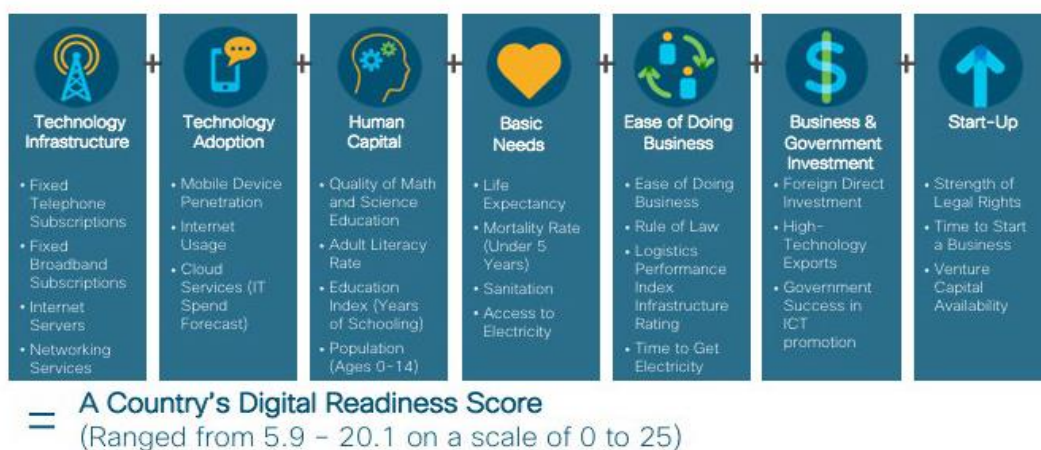 Technology
Infrastructure
• Fixed
Telephone
Subscriptions
• Fixed
Broadband
Subscriptions
• Internet
Servers
• Networking
Services
+
Technology
Adoption
• Mobile Device
Penetration
• Internet
Usage
• Cloud
Services (IT
Spend
Forecast)
+
Human
Capital
• Quality of Math
and Science
Education
• Adult Literacy
Rate
• Education
Index (Years
of Schooling)
• Population
(Ages 0-14)
+
Basic
Needs
• Life
Expectancy
• Mortality Rate
(Under 5
Years)
• Sanitation
• Access to
Electricity
+
Ease of Doing
Business
• Ease of Doing
Business
• Rule of Law
• Logistics
Performance
Index
Infrastructure
Rating
• Time to Get
Electricity
+
$
Business &
Government
Investment
• Foreign Direct
Investment
• High-
Technology
Exports
• Government
Success in
ICT
promotion
+
Start-Up
• Strength of
Legal Rights
• Time to Start
a Business
• Venture
Capital
Availability
= A Country's Digital Readiness Score
(Ranged from 5.9 - 20.1 on a scale of 0 to 25)